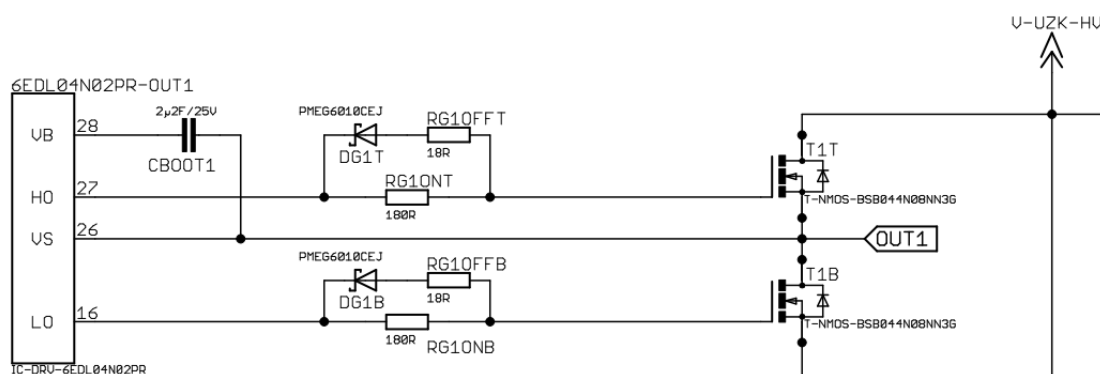 V-UZK-HV
6EDL04N02PR-OUT1
2µ2F/25V
PMEG6010CEJ
RG1OFFT
VB
28
CBOOT1
DG1T
18R
T1T
HO
27
RG1ONT
180R
T-NMOS-BSB044N08NN3G
VS
26
OUT1
PMEG6010CEJ
RG1OFFB
DG1B
18R
T1B
LO
16
180R
RG1ONB
T-NMOS-BSB044N08NN3G
IC-DRV-6EDL04N02PR